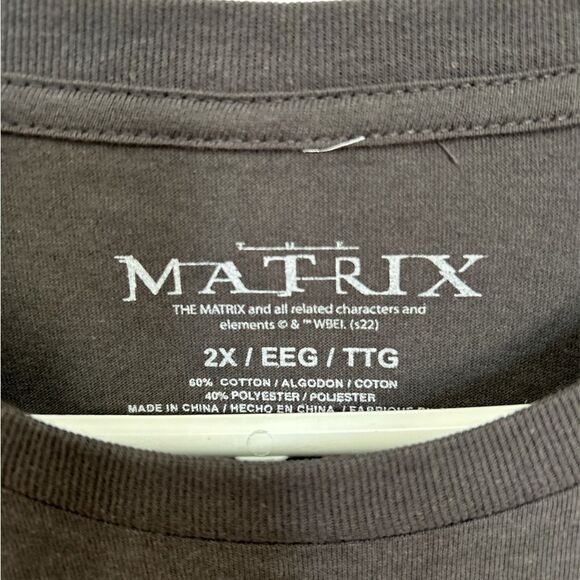 THE
MATRIX
THE MATRIX and all related characters and
elements © & ™ WBEI. (s22)
2X / EEG / TTG
60% COTTON / ALGODON / COTON
40% POLYESTER / POLIESTER
MADE IN CHINA / HECHO EN CHINA /